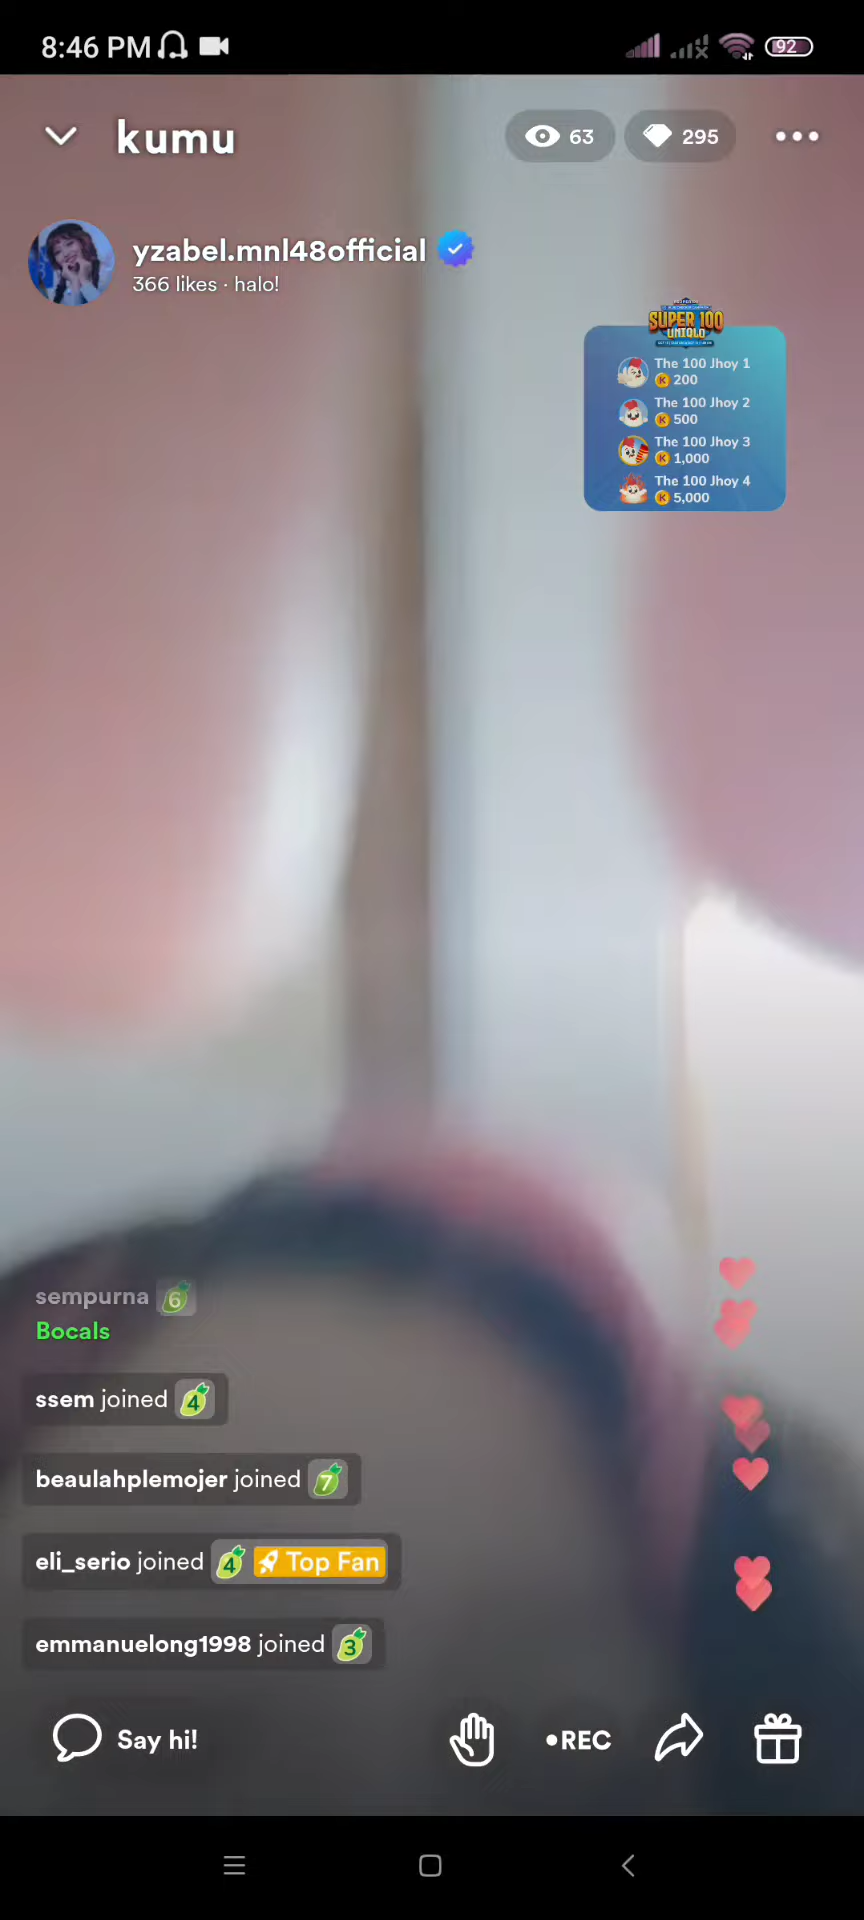 8:46 PM
92
kumu
63
295
yzabel.mnl48official
366 likes · halo!
SUPER 100
UNIQLO
The 100 Jhoy 1
K 200
The 100 Jhoy 2
K 500
The 100 Jhoy 3
K 1,000
The 100 Jhoy 4
K 5,000
sempurna 6
Bocals
ssem joined 4
beaulahplemojer joined 7
eli_serio joined 4 Top Fan
emmanuelong1998 joined 3
Say hi!
•REC